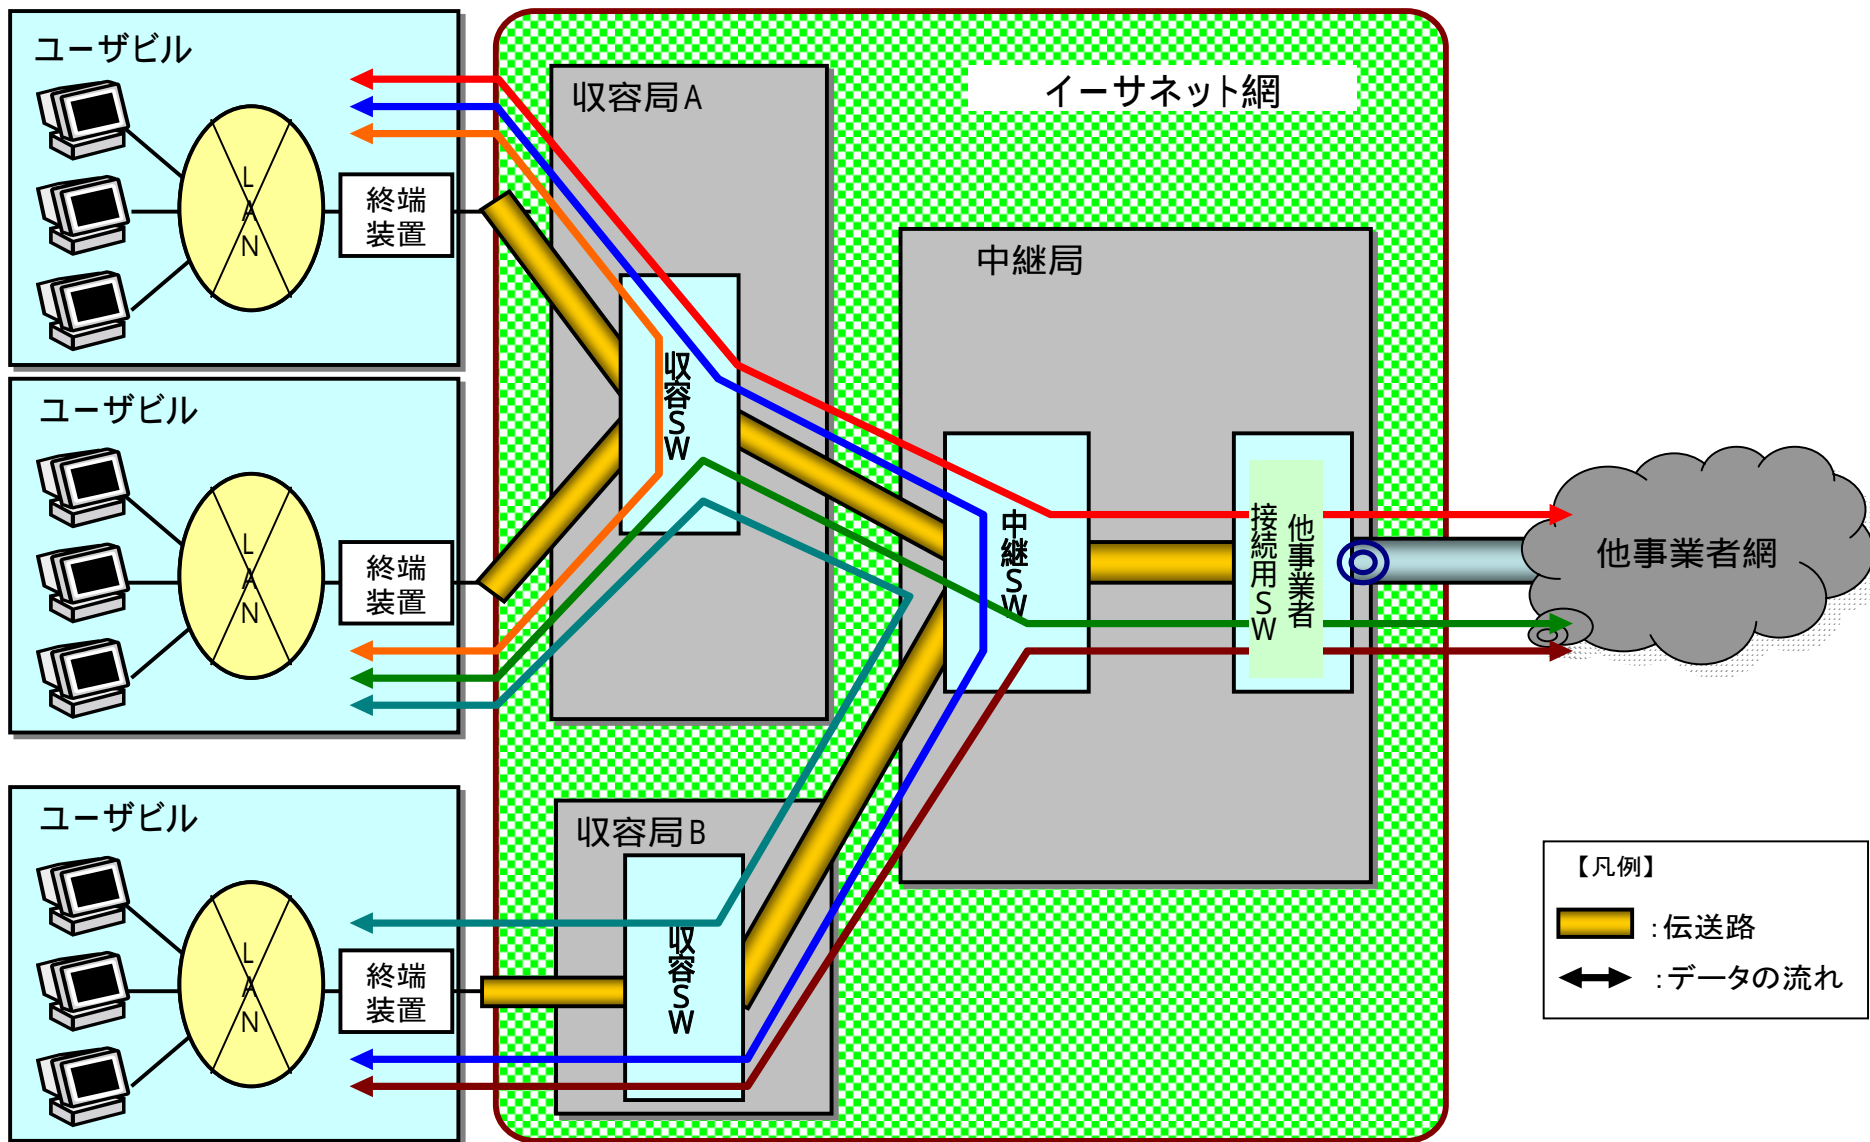 ユーザビル
L
A
N
終端
装置
ユーザビル
L
A
N
終端
装置
ユーザビル
L
A
N
終端
装置
イーサネット網
収容局A
収容SW
収容局B
収容SW
中継局
中継SW
他事業者
接続用SW
他事業者網
【凡例】
:伝送路
:データの流れ